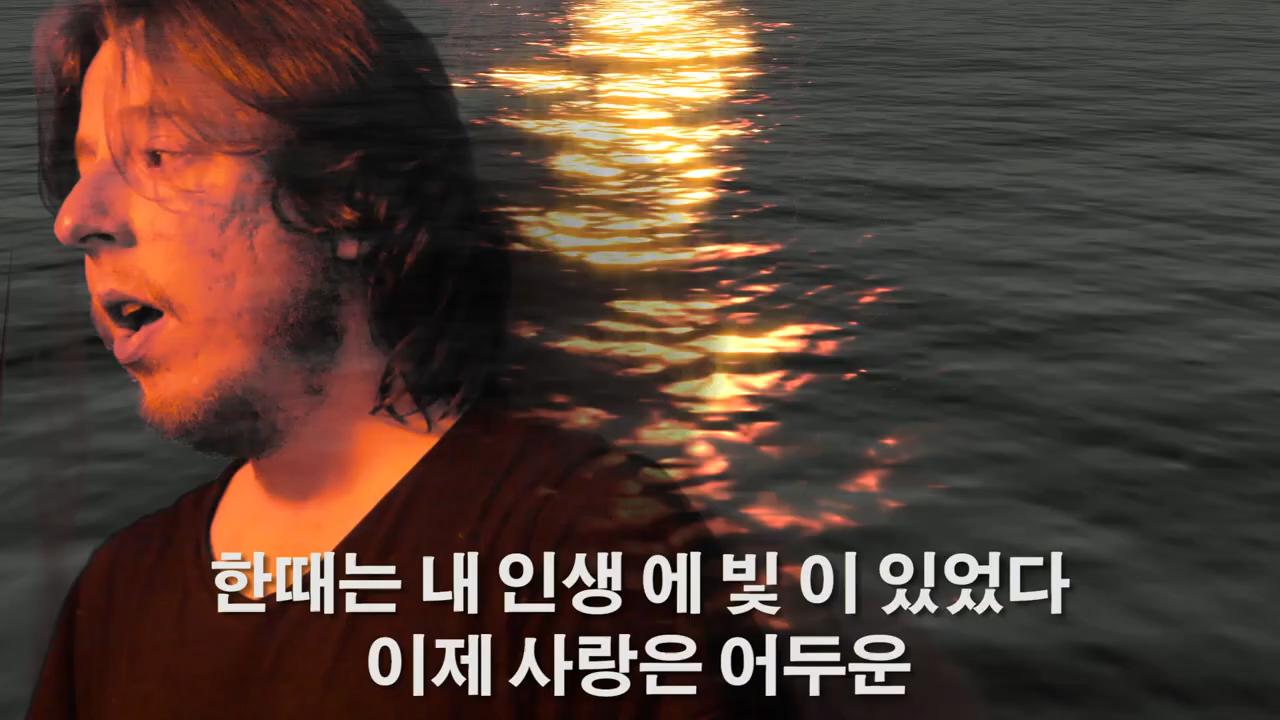 한때는 내 인생 에 빛 이 있었다
이제 사랑은 어두운